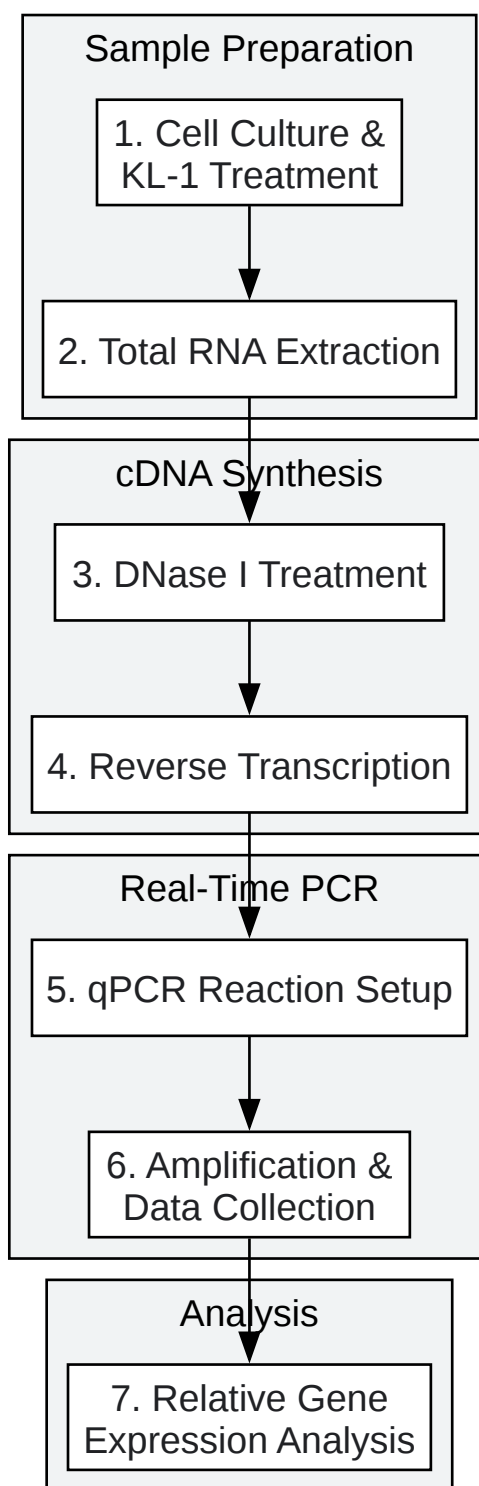 Sample Preparation
1. Cell Culture &
KL-1 Treatment
2. Total RNA Extraction
cDNA Synthesis
3. DNase I Treatment
4. Reverse Transcription
Real-Time PCR
5. qPCR Reaction Setup
6. Amplification &
Data Collection
Analysis
7. Relative Gene
Expression Analysis